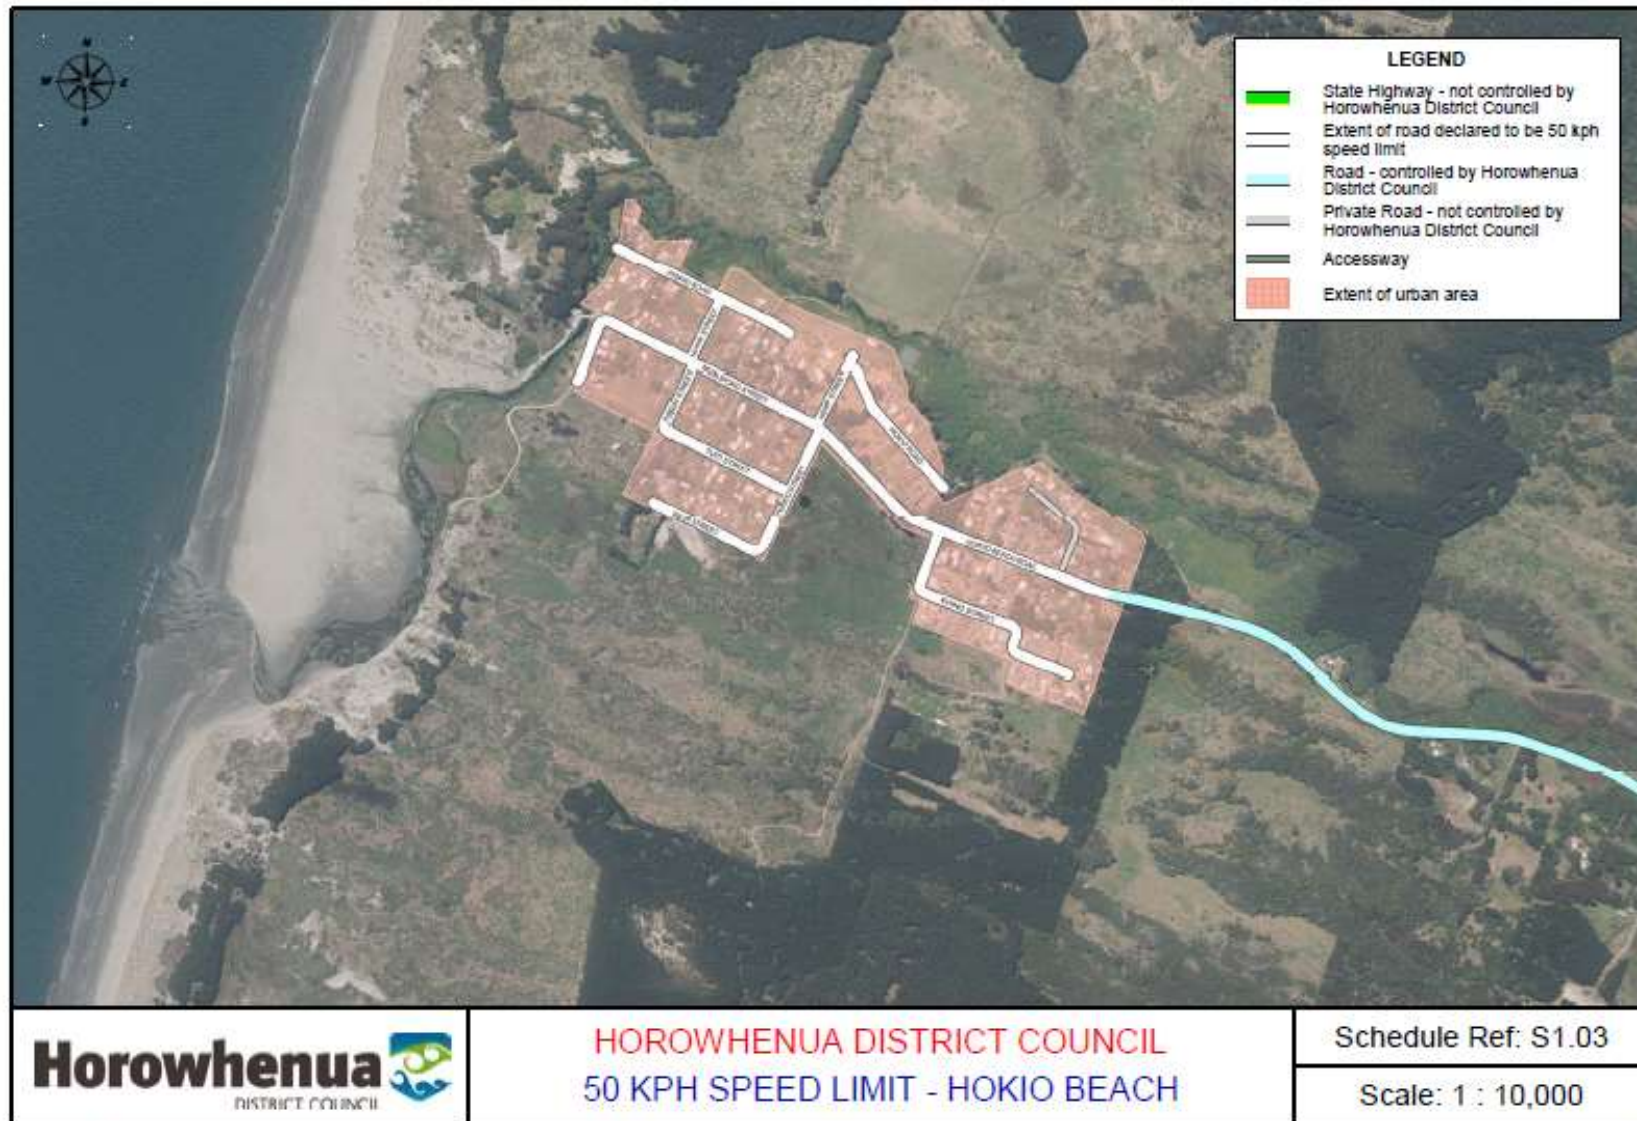 N
W
E
S
LEGEND
State Highway - not controlled by
Horowhenua District Council
Extent of road declared to be 50 kph
speed limit
Road - controlled by Horowhenua
District Council
Private Road - not controlled by
Horowhenua District Council
Accessway
Extent of urban area
HOKIO BEACH ROAD
Horowhenua
DISTRICT COUNCIL
HOROWHENUA DISTRICT COUNCIL
50 KPH SPEED LIMIT - HOKIO BEACH
Schedule Ref: S1.03
Scale: 1 : 10,000